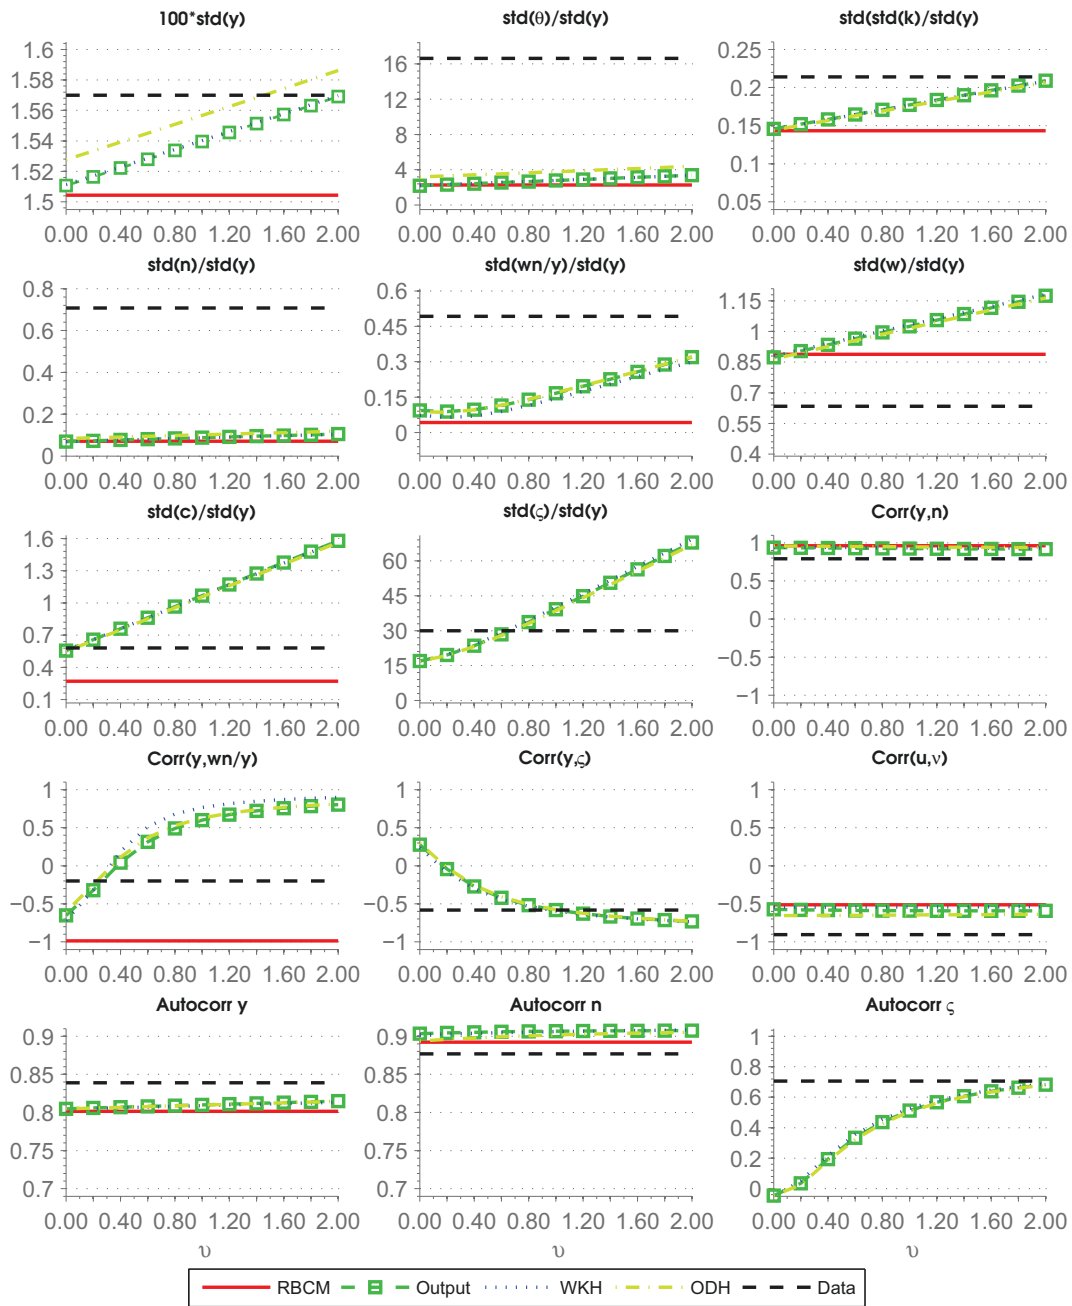 100*std(y)
std(θ)/std(y)
std(std(k)/std(y)
1.6
1.58
1.56
1.54
1.52
1.5
0.00 0.40 0.80 1.20 1.60 2.00
16
12
8
4
0
0.00 0.40 0.80 1.20 1.60 2.00
0.25
0.2
0.15
0.1
0.05
0.00 0.40 0.80 1.20 1.60 2.00
std(n)/std(y)
std(wn/y)/std(y)
std(w)/std(y)
0.8
0.6
0.4
0.2
0
0.00 0.40 0.80 1.20 1.60 2.00
0.6
0.45
0.3
0.15
0
0.00 0.40 0.80 1.20 1.60 2.00
1.15
1
0.85
0.7
0.55
0.4
0.00 0.40 0.80 1.20 1.60 2.00
std(c)/std(y)
std(ς)/std(y)
Corr(y,n)
1.6
1.3
1
0.7
0.4
0.1
0.00 0.40 0.80 1.20 1.60 2.00
60
45
30
15
0
0.00 0.40 0.80 1.20 1.60 2.00
1
0.5
0
−0.5
−1
0.00 0.40 0.80 1.20 1.60 2.00
Corr(y,wn/y)
Corr(y,ς)
Corr(u,v)
1
0.5
0
−0.5
−1
0.00 0.40 0.80 1.20 1.60 2.00
1
0.5
0
−0.5
−1
0.00 0.40 0.80 1.20 1.60 2.00
1
0.5
0
−0.5
−1
0.00 0.40 0.80 1.20 1.60 2.00
Autocorr y
Autocorr n
Autocorr ς
0.9
0.85
0.8
0.75
0.7
0.00 0.40 0.80 1.20 1.60 2.00
υ
0.9
0.85
0.8
0.75
0.7
0.00 0.40 0.80 1.20 1.60 2.00
υ
1
0.8
0.6
0.4
0.2
0
0.00 0.40 0.80 1.20 1.60 2.00
υ
RBCM Output WKH ODH Data